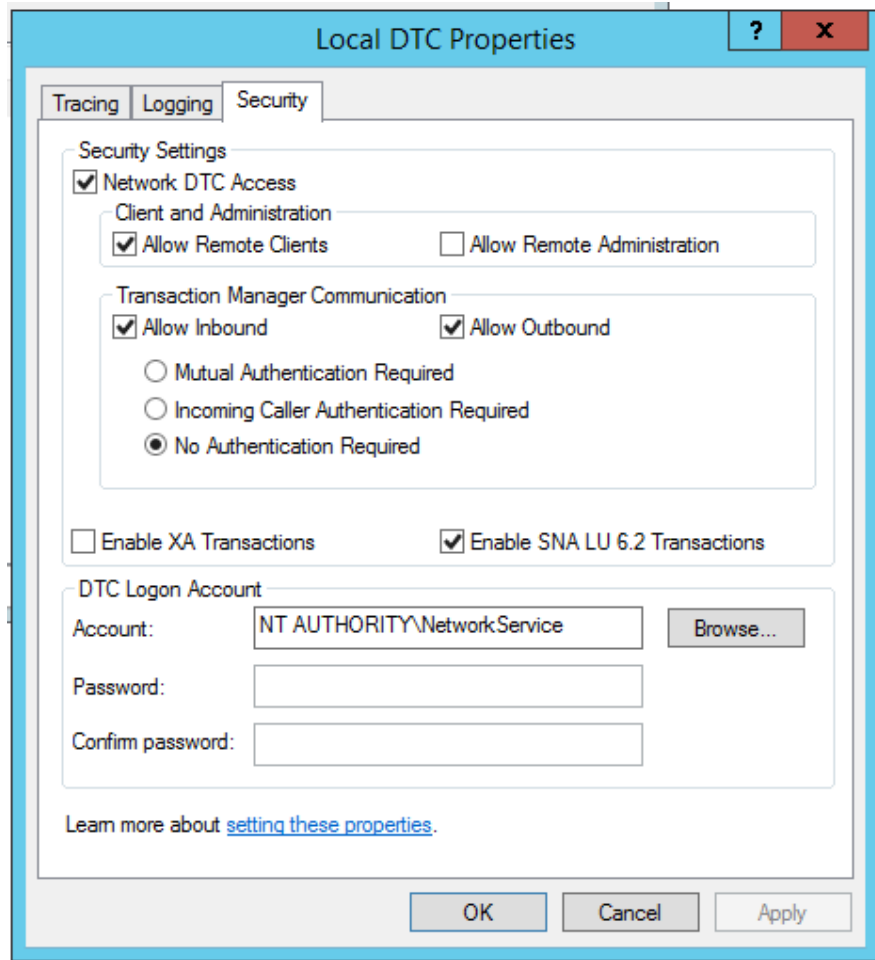 Local DTC Properties
? x
Tracing Logging Security
Security Settings
Network DTC Access
Client and Administration
Allow Remote Clients Allow Remote Administration
Transaction Manager Communication
Allow Inbound Allow Outbound
Mutual Authentication Required
Incoming Caller Authentication Required
No Authentication Required
Enable XA Transactions Enable SNA LU 6.2 Transactions
DTC Logon Account
Account: NT AUTHORITY\NetworkService Browse...
Password:
Confirm password:
Learn more about setting these properties.
OK Cancel Apply